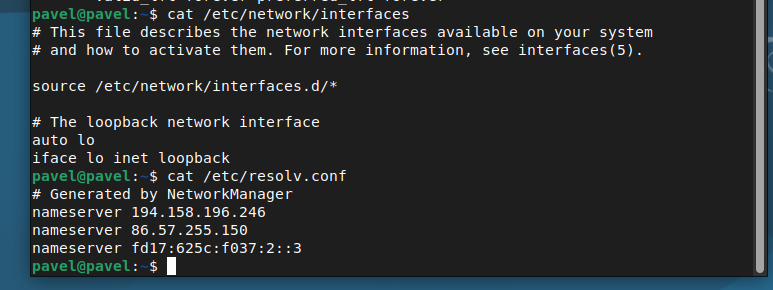 pavel@pavel:~$ cat /etc/network/interfaces
# This file describes the network interfaces available on your system
# and how to activate them. For more information, see interfaces(5).
source /etc/network/interfaces.d/*
# The loopback network interface
auto lo
iface lo inet loopback
pavel@pavel:~$ cat /etc/resolv.conf
# Generated by NetworkManager
nameserver 194.158.196.246
nameserver 86.57.255.150
nameserver fd17:625c:f037:2::3
pavel@pavel:~$